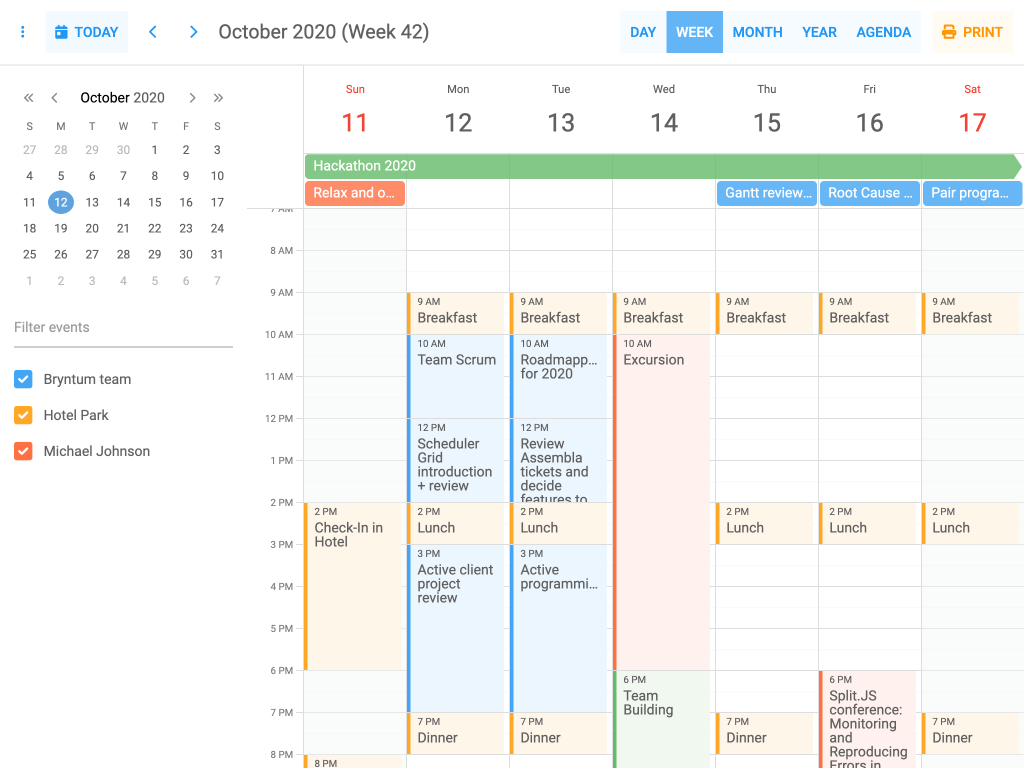 TODAY
October 2020 (Week 42)
DAY
WEEK
MONTH
YEAR
AGENDA
PRINT
October 2020
S M T W T F S
27 28 29 30 1 2 3
4 5 6 7 8 9 10
11 12 13 14 15 16 17
18 19 20 21 22 23 24
25 26 27 28 29 30 31
1 2 3 4 5 6 7
Filter events
Bryntum team
Hotel Park
Michael Johnson
Sun Mon Tue Wed Thu Fri Sat
11 12 13 14 15 16 17
Hackathon 2020
Relax and o...
Gantt review...
Root Cause ...
Pair progra...
7 AM
8 AM
9 AM
10 AM
11 AM
12 PM
1 PM
2 PM
3 PM
4 PM
5 PM
6 PM
7 PM
8 PM
2 PM
Check-In in
Hotel
8 PM
9 AM
Breakfast
10 AM
Team Scrum
12 PM
Scheduler
Grid
introduction
+ review
2 PM
Lunch
3 PM
Active client
project
review
7 PM
Dinner
9 AM
Breakfast
10 AM
Roadmapp...
for 2020
12 PM
Review
Assembla
tickets and
decide
features to
2 PM
Lunch
3 PM
Active
programmi...
7 PM
Dinner
9 AM
Breakfast
10 AM
Excursion
6 PM
Team
Building
9 AM
Breakfast
2 PM
Lunch
7 PM
Dinner
9 AM
Breakfast
2 PM
Lunch
6 PM
Split.JS
conference:
Monitoring
and
Reproducing
Errors in
9 AM
Breakfast
2 PM
Lunch
7 PM
Dinner